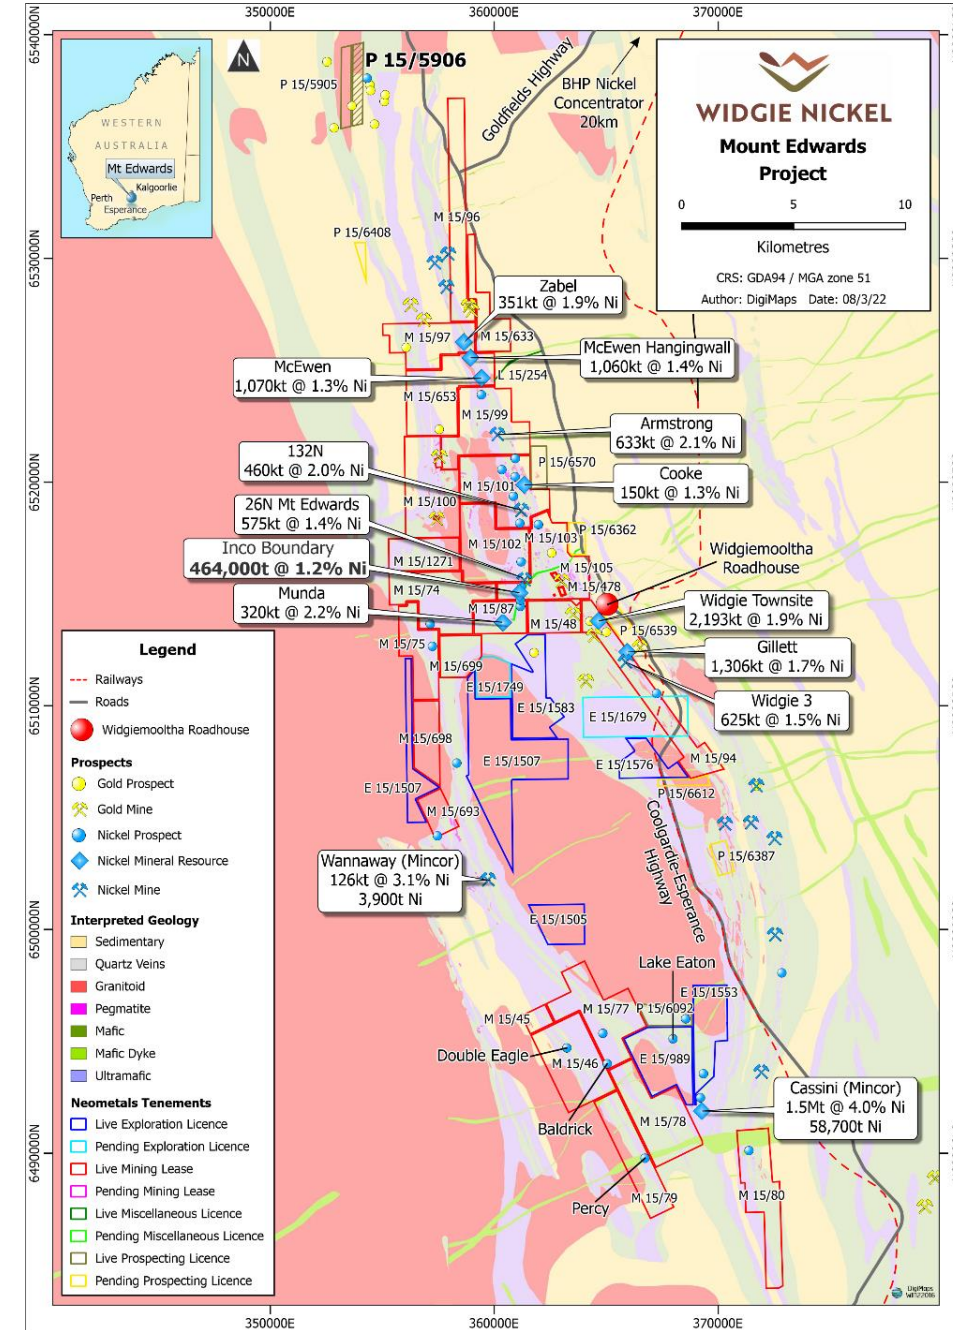 350000E
360000E
370000E
6540000N
6530000N
6520000N
6510000N
6500000N
6490000N
WESTERN
AUSTRALIA
Mt Edwards
Kalgoorlie
Perth
Esperance
N
P 15/5905
P 15/5906
Goldfields Highway
BHP Nickel
Concentrator
20km
WIDGIE NICKEL
Mount Edwards
Project
0
5
10
Kilometres
CRS: GDA94 / MGA zone 51
Author: DigiMaps Date: 08/3/22
M 15/96
P 15/6408
Zabel
351kt @ 1.9% Ni
M 15/97
M 15/633
McEwen Hangingwall
1,060kt @ 1.4% Ni
McEwen
1,070kt @ 1.3% Ni
L 15/254
M 15/653
M 15/99
Armstrong
633kt @ 2.1% Ni
132N
460kt @ 2.0% Ni
P 15/6570
Cooke
150kt @ 1.3% Ni
M 15/101
M 15/100
26N Mt Edwards
575kt @ 1.4% Ni
P 15/6362
M 15/102
M 15/103
Inco Boundary
464,000t @ 1.2% Ni
M 15/1271
M 15/105
Widgiemooltha
Roadhouse
M 15/74
M 15/478
Munda
320kt @ 2.2% Ni
M 15/87
M 15/48
Widgie Townsite
2,193kt @ 1.9% Ni
P 15/6539
M 15/75
Gillett
1,306kt @ 1.7% Ni
M 15/699
E 15/1749
Widgie 3
625kt @ 1.5% Ni
E 15/1583
E 15/1679
M 15/698
E 15/1507
E 15/1576
M 15/94
E 15/1507
P 15/6612
M 15/693
P 15/6387
Coolgardie-Esperance
Highway
Wannaway (Mincor)
126kt @ 3.1% Ni
3,900t Ni
E 15/1505
Lake Eaton
E 15/1553
M 15/77
P 15/6092
M 15/45
Double Eagle
M 15/46
E 15/989
Cassini (Mincor)
1.5Mt @ 4.0% Ni
58,700t Ni
Baldrick
M 15/78
Percy
M 15/79
M 15/80
Legend
Railways
Roads
Widgiemooltha Roadhouse
Prospects
Gold Prospect
Gold Mine
Nickel Prospect
Nickel Mineral Resource
Nickel Mine
Interpreted Geology
Sedimentary
Quartz Veins
Granitoid
Pegmatite
Mafic
Mafic Dyke
Ultramafic
Neometals Tenements
Live Exploration Licence
Pending Exploration Licence
Live Mining Lease
Pending Mining Lease
Live Miscellaneous Licence
Pending Miscellaneous Licence
Live Prospecting Licence
Pending Prospecting Licence
DigiMaps
350000E
360000E
370000E